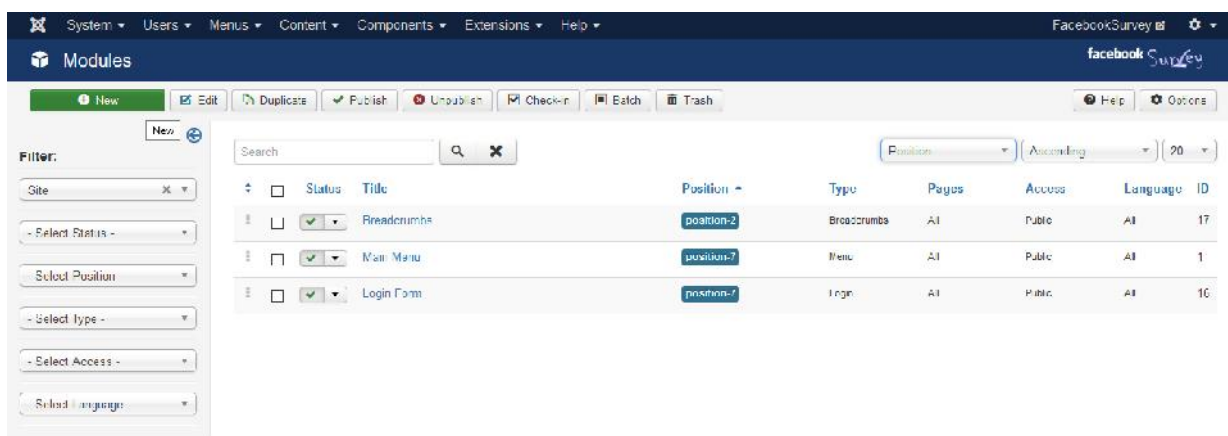 System Users Menus Content Components Extensions Help FacebookSurvey
Modules facebook Survey
New Edit Duplicate Publish Unpublish Check-in Batch Trash Help Options
New
Filter:
Search Position Ascending 20
Site
Status Title Position Type Pages Access Language ID
Breadcrumbs position-2 Breadcrumbs All Public All 17
- Select Status -
Main Menu position-7 Menu All Public All 1
- Select Position
Login Form position-7 Login All Public All 16
- Select Type -
- Select Access -
- Select Language